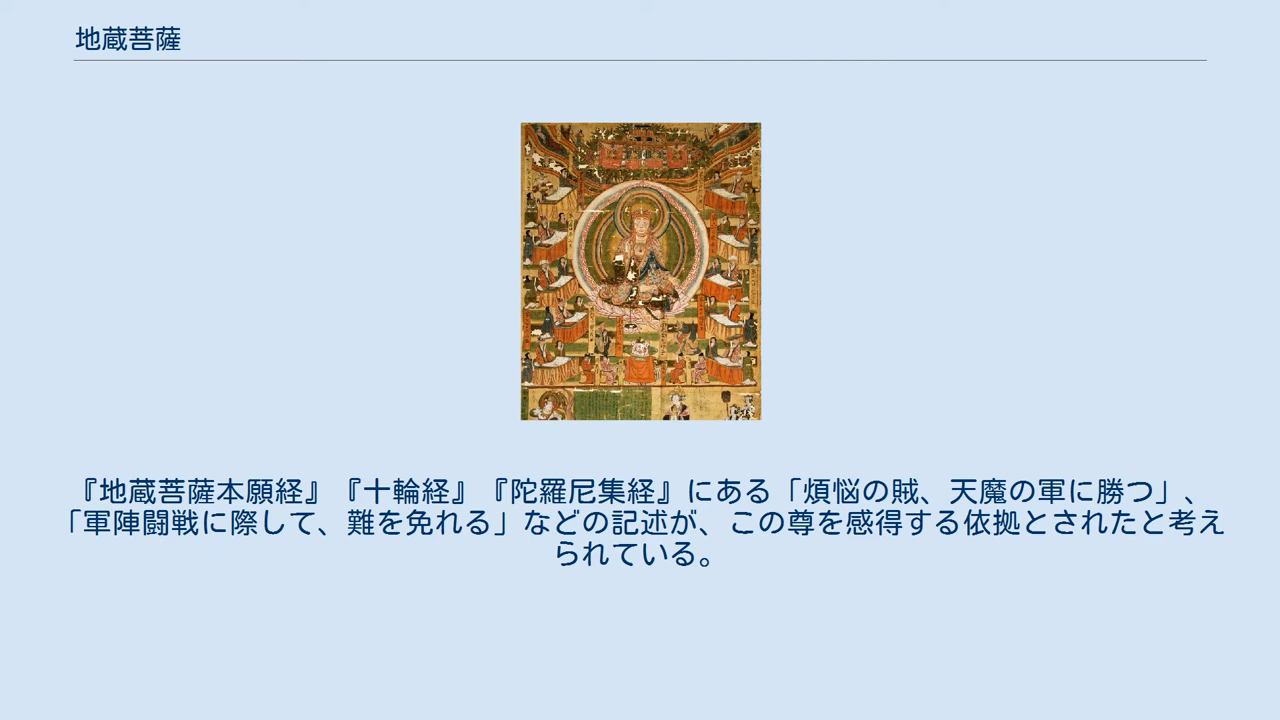 地蔵菩薩
『地蔵菩薩本願経』『十輪経』『陀羅尼集経』にある「煩悩の賊、天魔の軍に勝つ」、
「軍陣闘戦に際して、難を免れる」などの記述が、この尊を感得する依拠とされたと考え
られている。